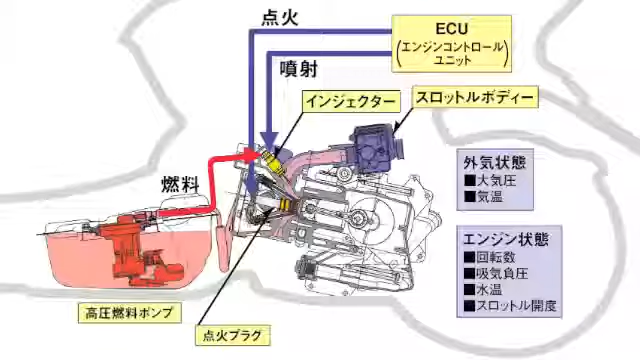 点火
ECU
(エンジンコントロール
ユニット)
噴射
インジェクター
スロットルボディー
燃料
外気状態
■大気圧
■気温
エンジン状態
■回転数
■吸気負圧
■水温
■スロットル開度
高圧燃料ポンプ
点火プラグ